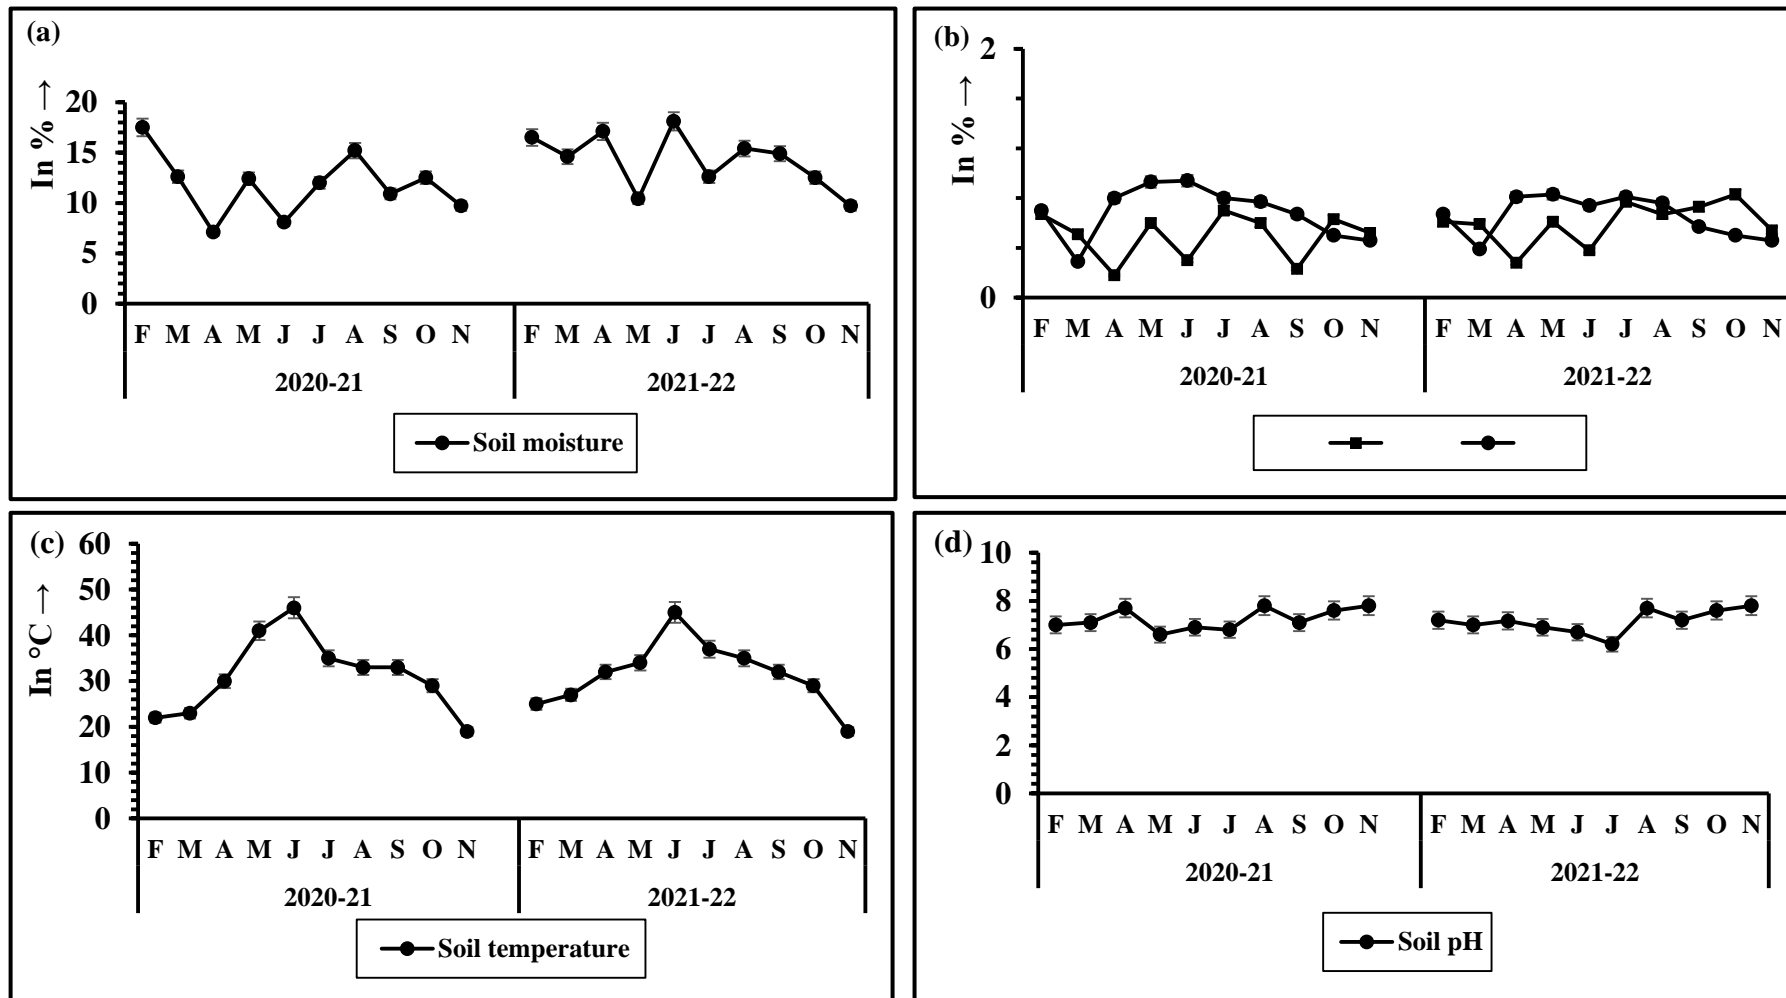 (a)
In % →
20
15
10
5
0
F M A M J J A S O N F M A M J J A S O N
2020-21 2021-22
Soil moisture
(b)
In % →
2
0
F M A M J J A S O N F M A M J J A S O N
2020-21 2021-22
(c)
In °C →
60
50
40
30
20
10
0
F M A M J J A S O N F M A M J J A S O N
2020-21 2021-22
Soil temperature
(d)
10
8
6
4
2
0
F M A M J J A S O N F M A M J J A S O N
2020-21 2021-22
Soil pH